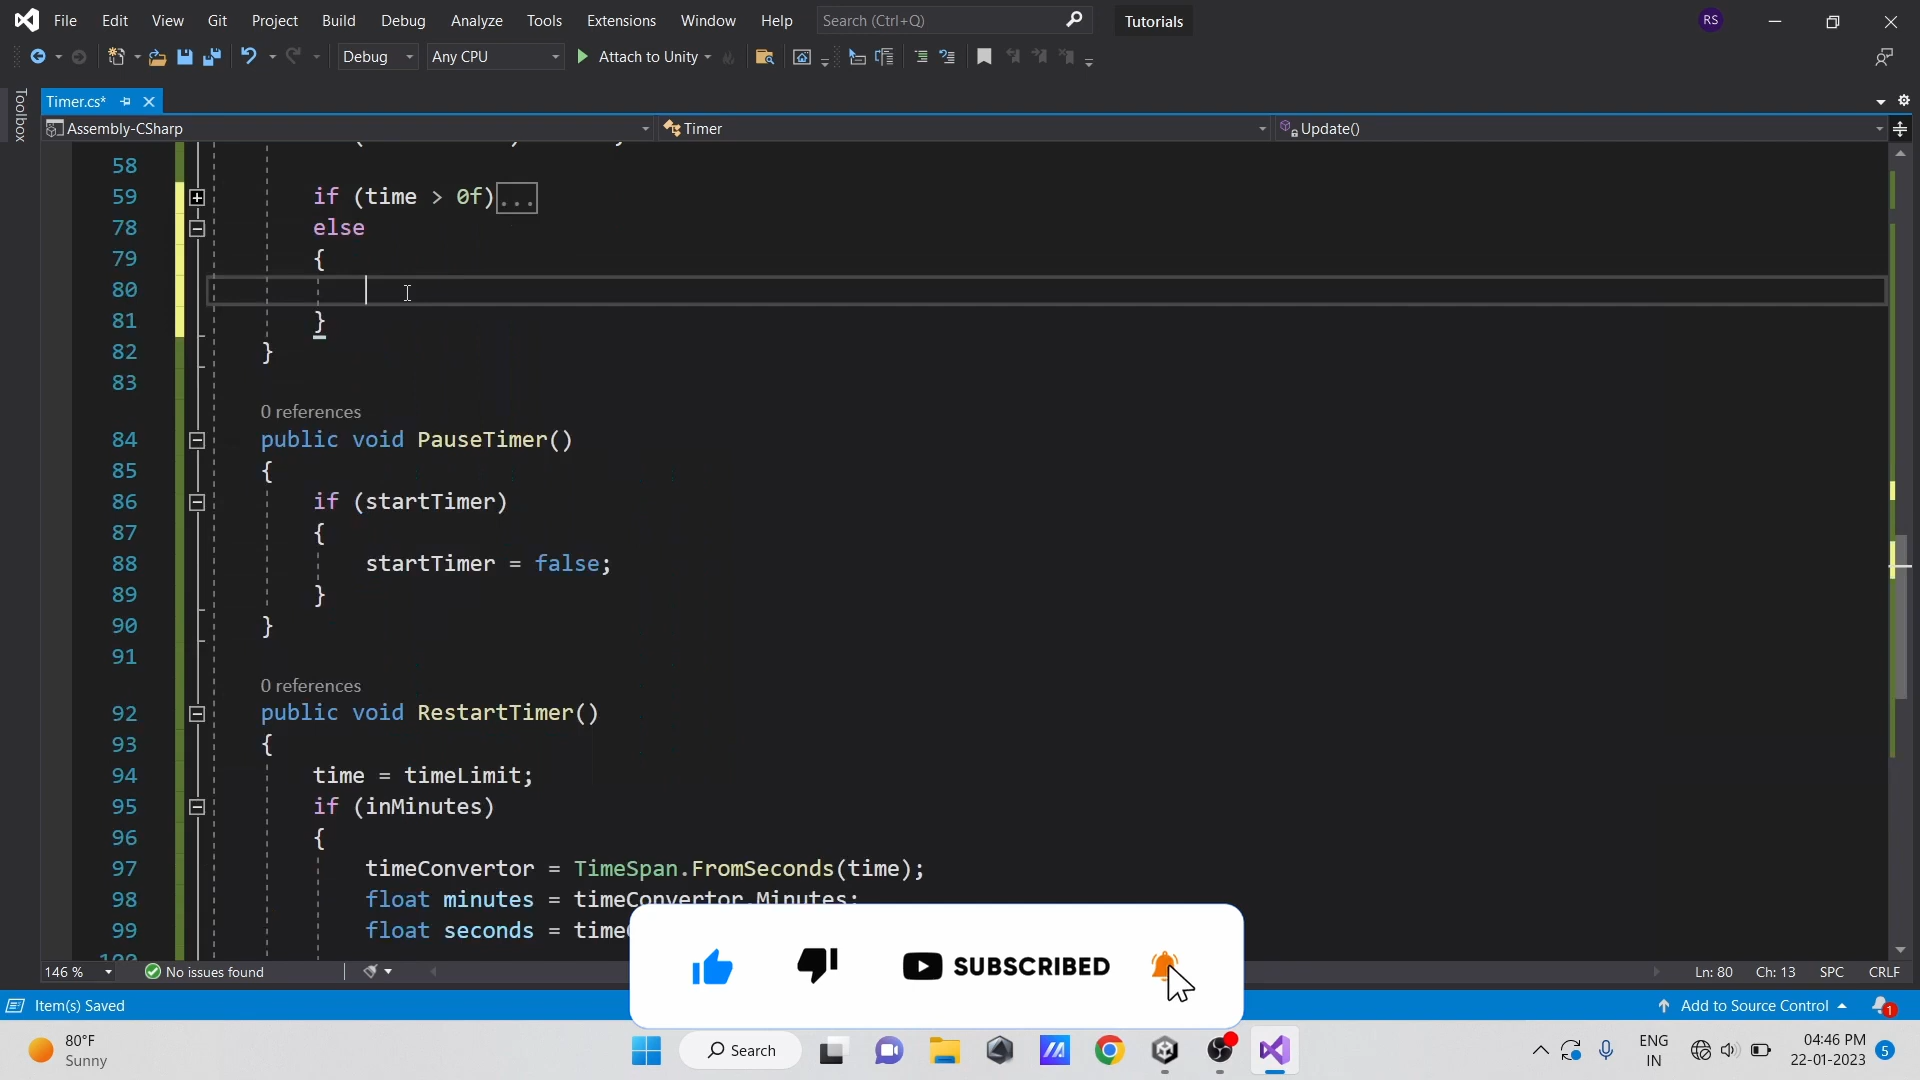 File Edit View Git Project Build Debug Analyze Tools Extensions Window Help Search (Ctrl+Q) Tutorials RS
Debug Any CPU Attach to Unity
Toolbox
Timer.cs*
Assembly-CSharp Timer Update()
58
59 if (time > 0f)...
78 else
79 {
80
81 }
82 }
83
0 references
84 public void PauseTimer()
85 {
86 if (startTimer)
87 {
88 startTimer = false;
89 }
90 }
91
0 references
92 public void RestartTimer()
93 {
94 time = timeLimit;
95 if (inMinutes)
96 {
97 timeConvertor = TimeSpan.FromSeconds(time);
98 float minutes = timeConvertor.Minutes;
99 float seconds = time
SUBSCRIBED
146 % No issues found Ln: 80 Ch: 13 SPC CRLF
Item(s) Saved Add to Source Control 1
80°F
Sunny
Search
ENG
IN
04:46 PM
22-01-2023
5